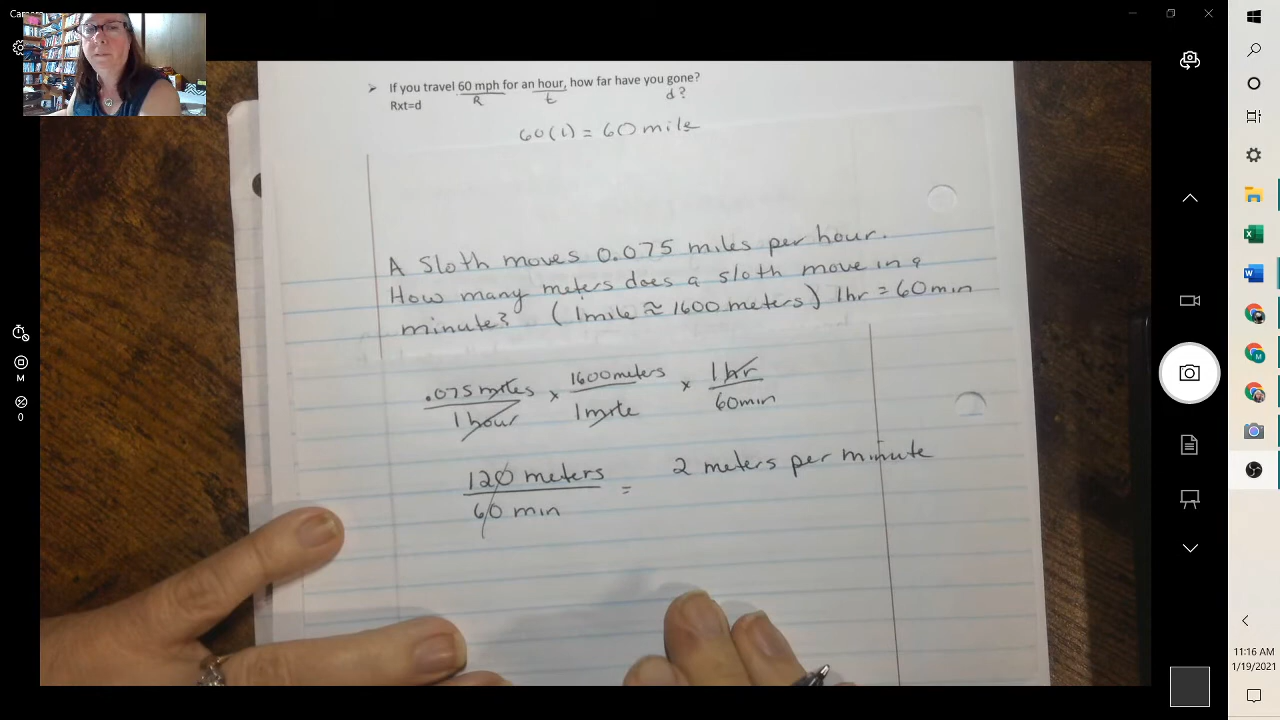 Camera
➢ If you travel 60 mph for an hour, how far have you gone?
R t d?
Rxt=d
60(1) = 60 mile
A Sloth moves 0.075 miles per hour.
How many meters does a sloth move in a
minute? (1mile ≈ 1600 meters) 1hr = 60min
.075 miles × 1600 meters × 1 hr
1 hour 1 mile 60min
120 meters = 2 meters per minute
60 min
M
0
11:16 AM
1/19/2021